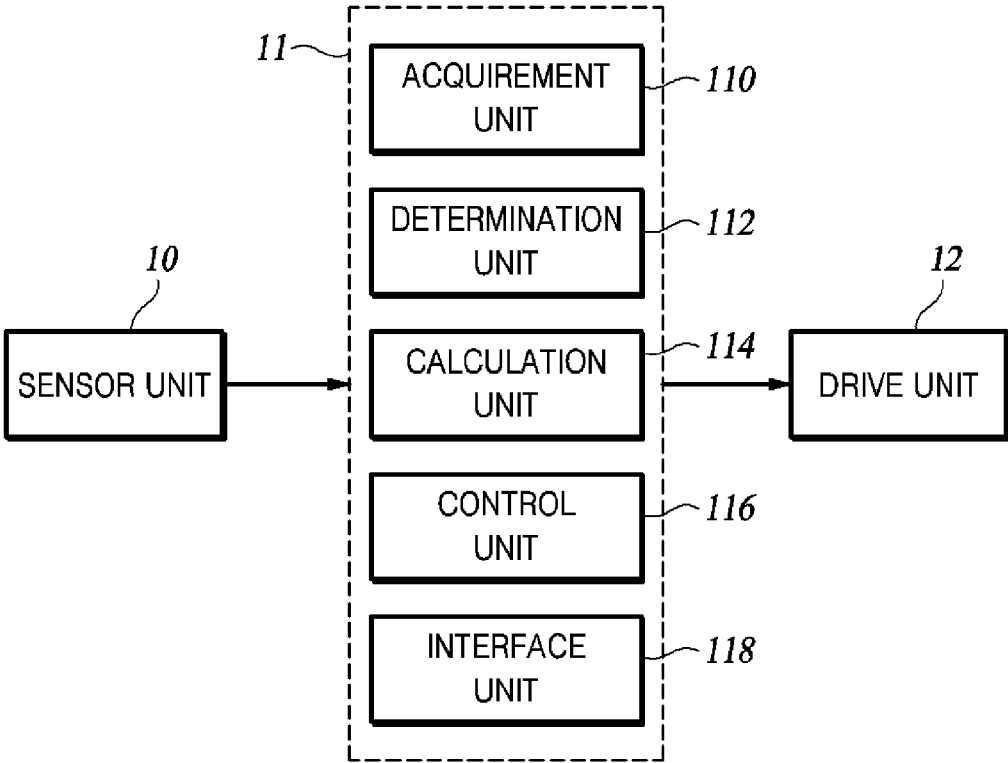 11
ACQUIREMENT
UNIT
110
DETERMINATION
UNIT
112
10
SENSOR UNIT
CALCULATION
UNIT
114
12
DRIVE UNIT
CONTROL
UNIT
116
INTERFACE
UNIT
118